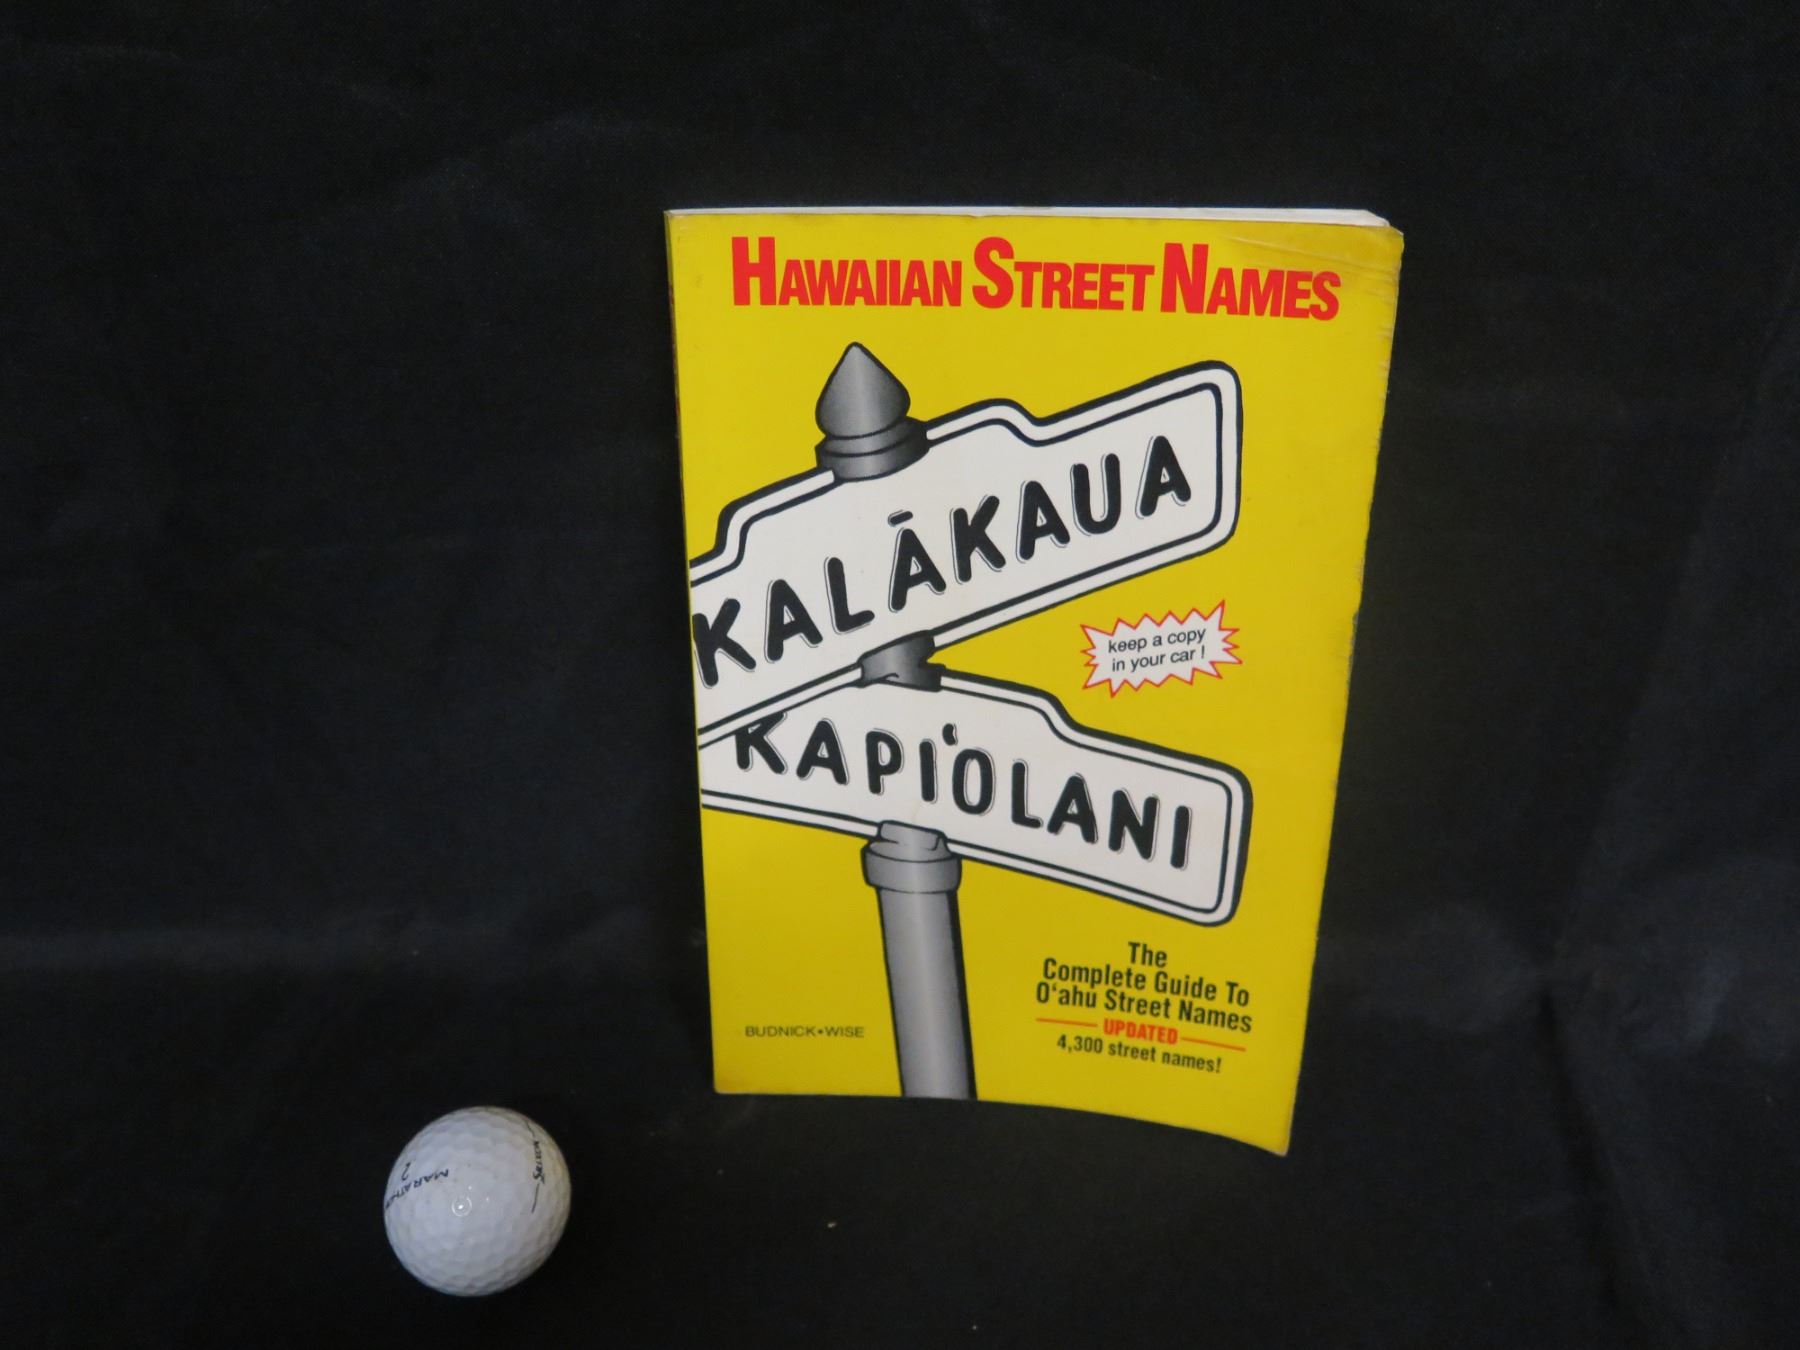 HAWAIIAN STREET NAMES
KALĀKAUA
keep a copy
in your car !
KAPIʻOLANI
The
Complete Guide To
Oʻahu Street Names
UPDATED
4,300 street names!
BUDNICK•WISE
2